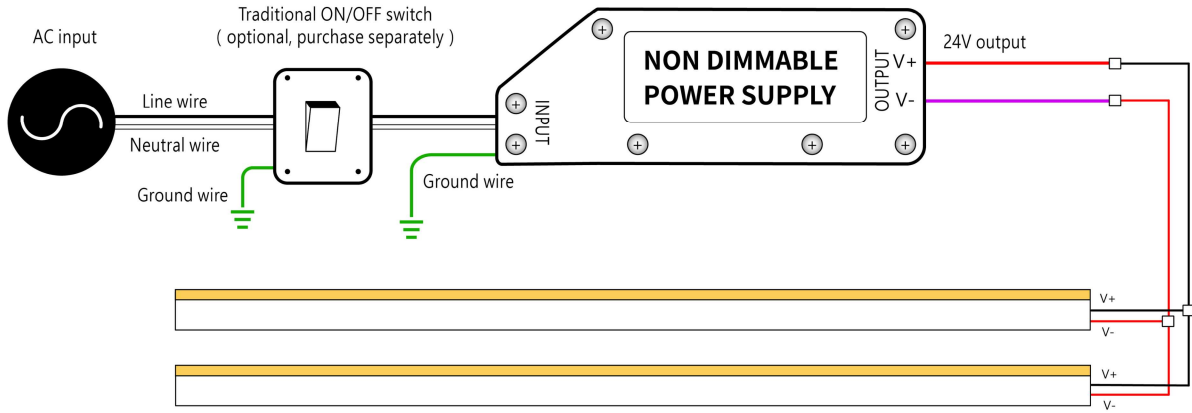 Traditional ON/OFF switch
( optional, purchase separately )
AC input
Line wire
Neutral wire
Ground wire
Ground wire
INPUT
NON DIMMABLE
POWER SUPPLY
OUTPUT
V+
V-
24V output
V+
V-
V+
V-